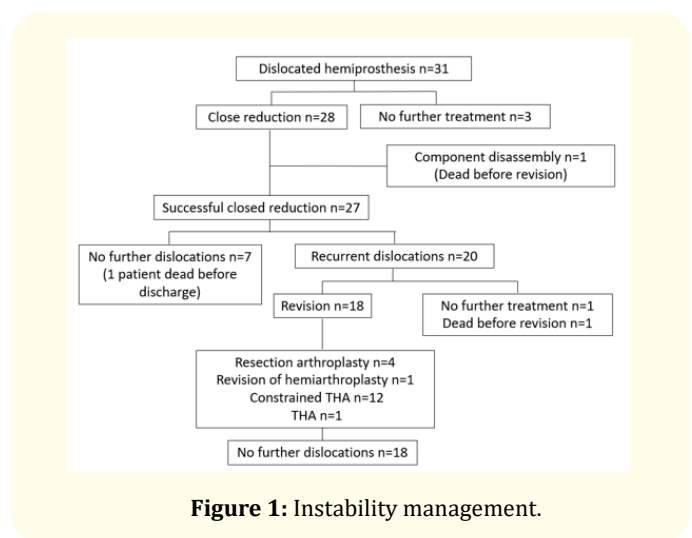 Dislocated hemiprosthesis n=31
Close reduction n=28
No further treatment n=3
Component disassembly n=1
(Dead before revision)
Successful closed reduction n=27
No further dislocations n=7
(1 patient dead before
discharge)
Recurrent dislocations n=20
Revision n=18
No further treatment n=1
Dead before revision n=1
Resection arthroplasty n=4
Revision of hemiarthroplasty n=1
Constrained THA n=12
THA n=1
No further dislocations n=18
Figure 1: Instability management.